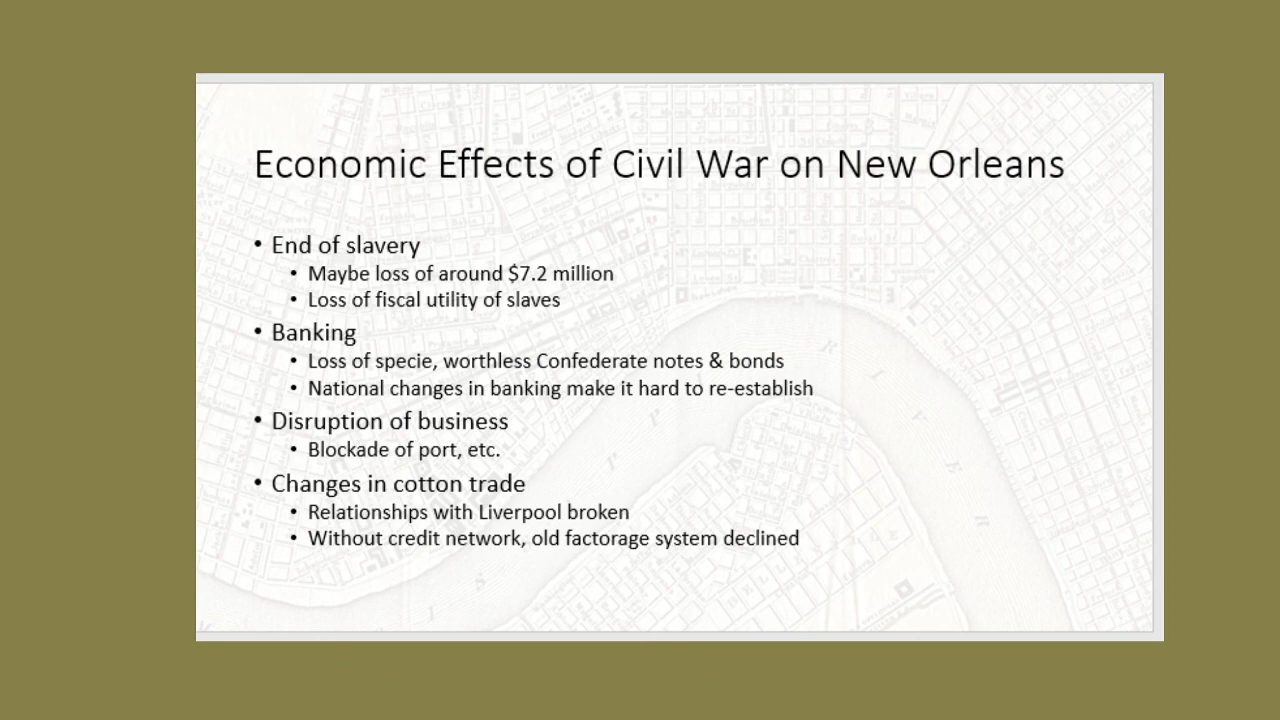 Economic Effects of Civil War on New Orleans
• End of slavery
• Maybe loss of around $7.2 million
• Loss of fiscal utility of slaves
• Banking
• Loss of specie, worthless Confederate notes & bonds
• National changes in banking make it hard to re-establish
• Disruption of business
• Blockade of port, etc.
• Changes in cotton trade
• Relationships with Liverpool broken
• Without credit network, old factorage system declined